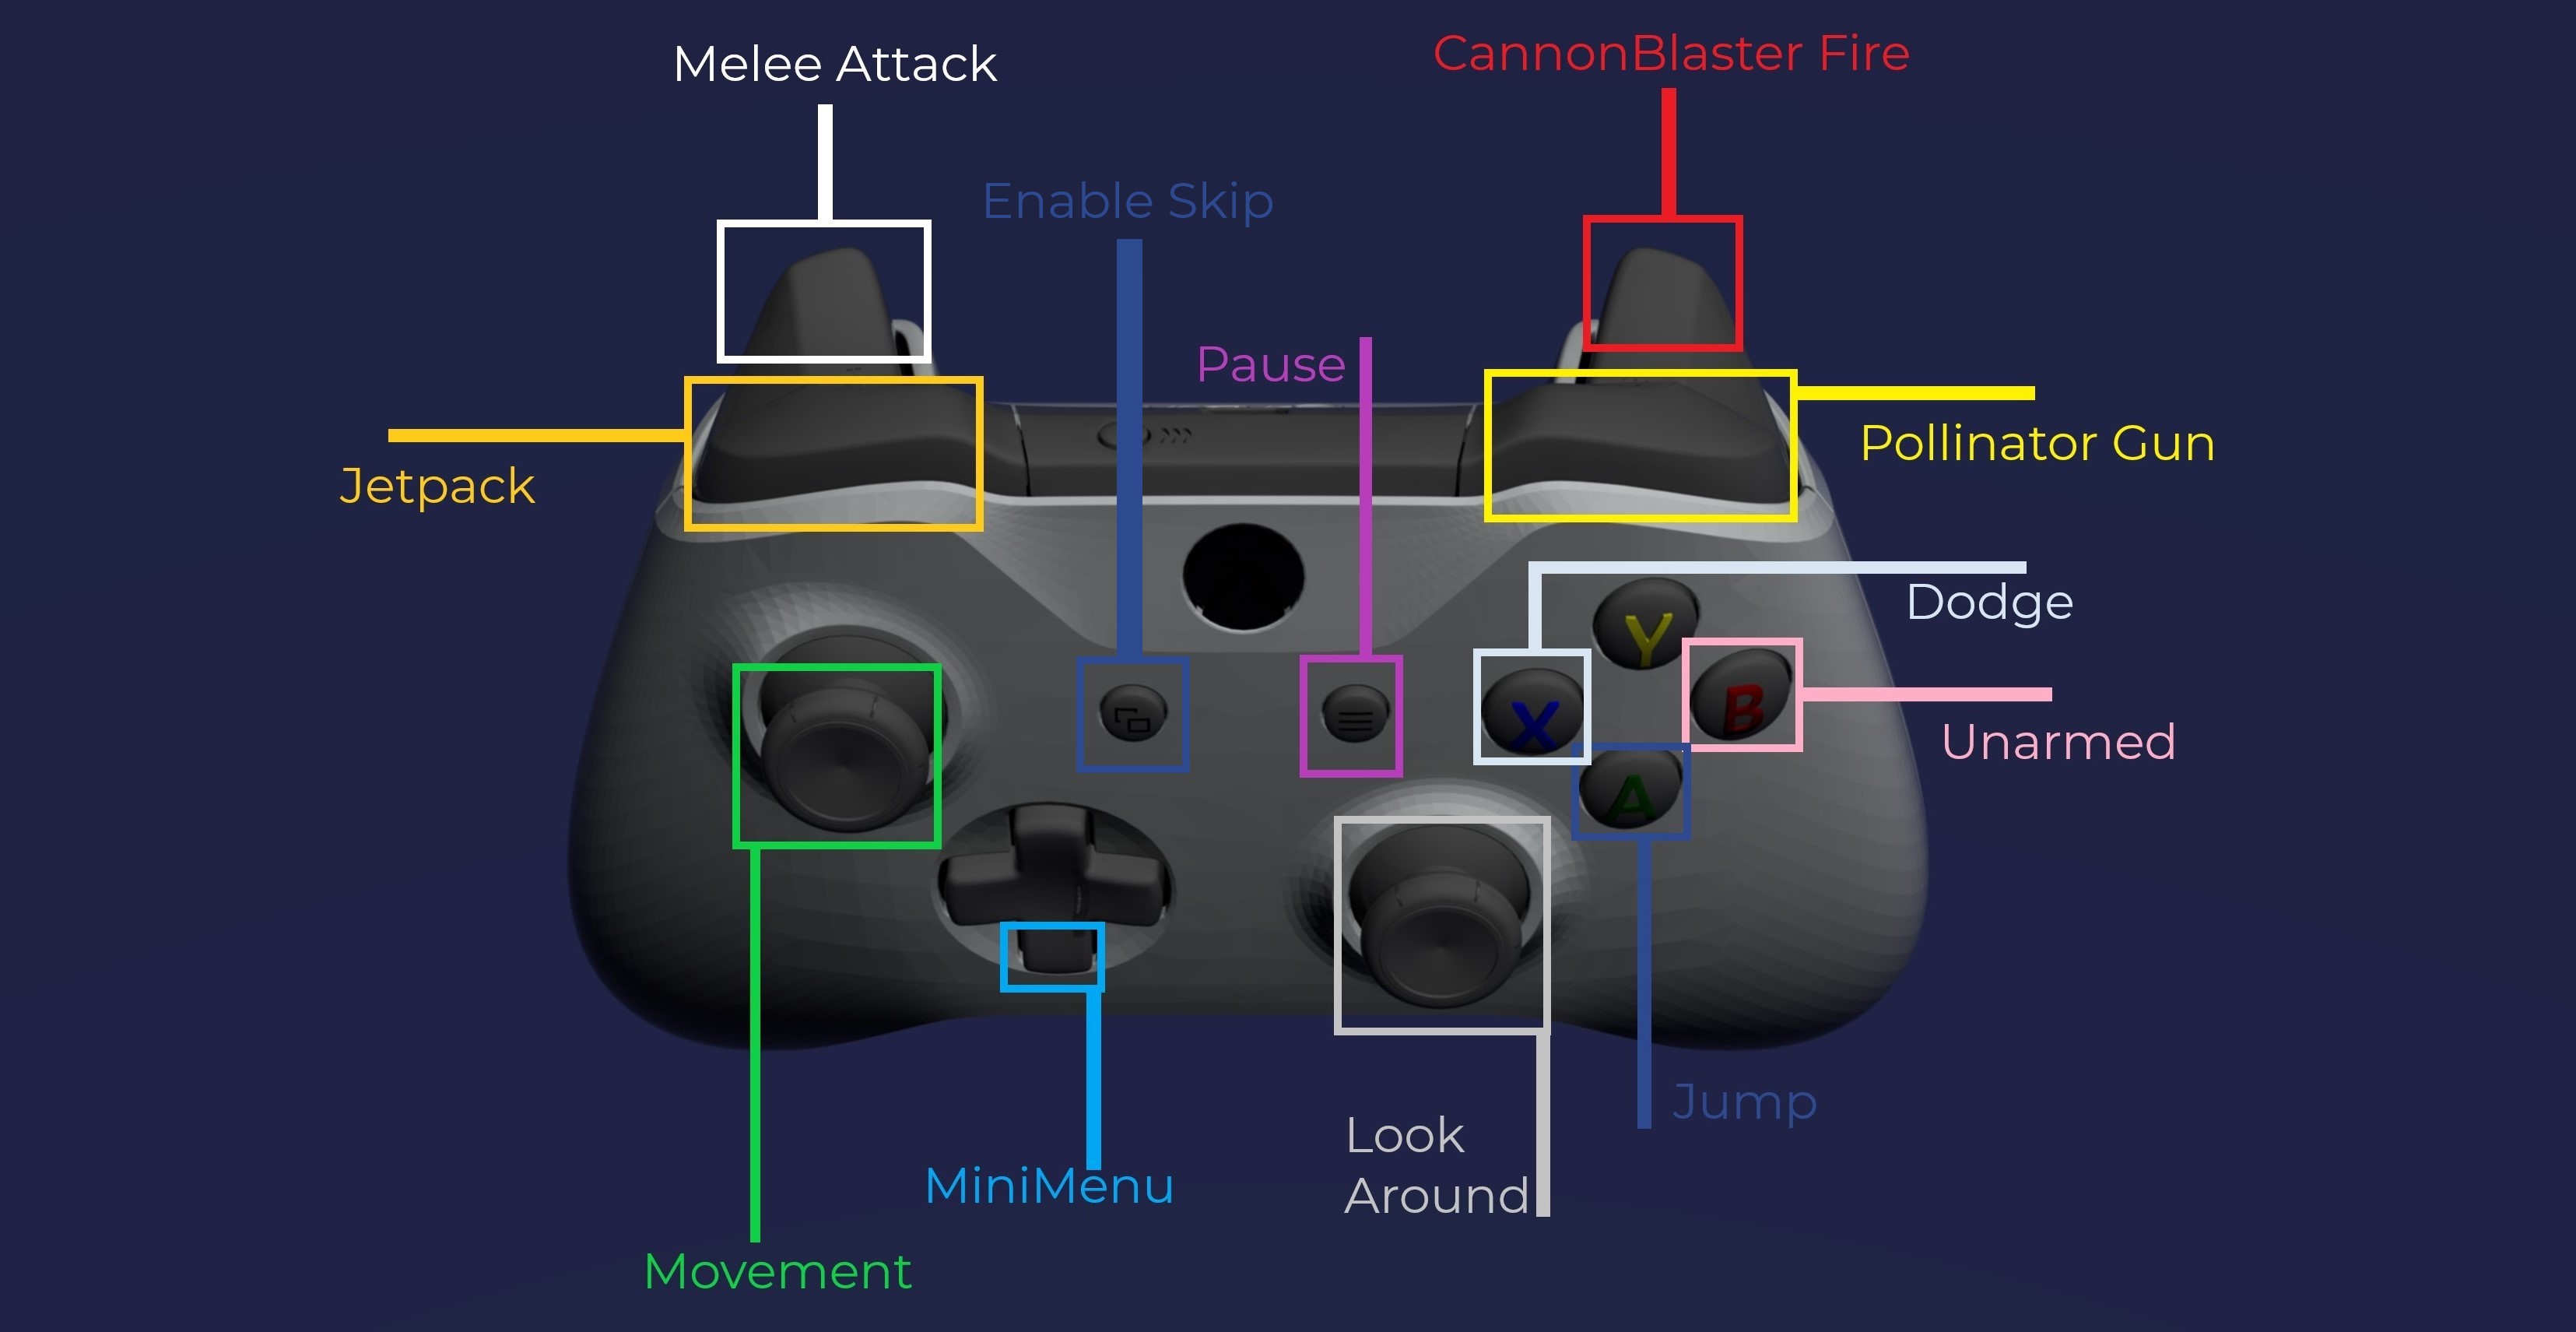 CannonBlaster Fire
Melee Attack
Enable Skip
Pause
Pollinator Gun
Jetpack
Dodge
Y
X
B
Unarmed
A
Jump
Look
Around
MiniMenu
Movement